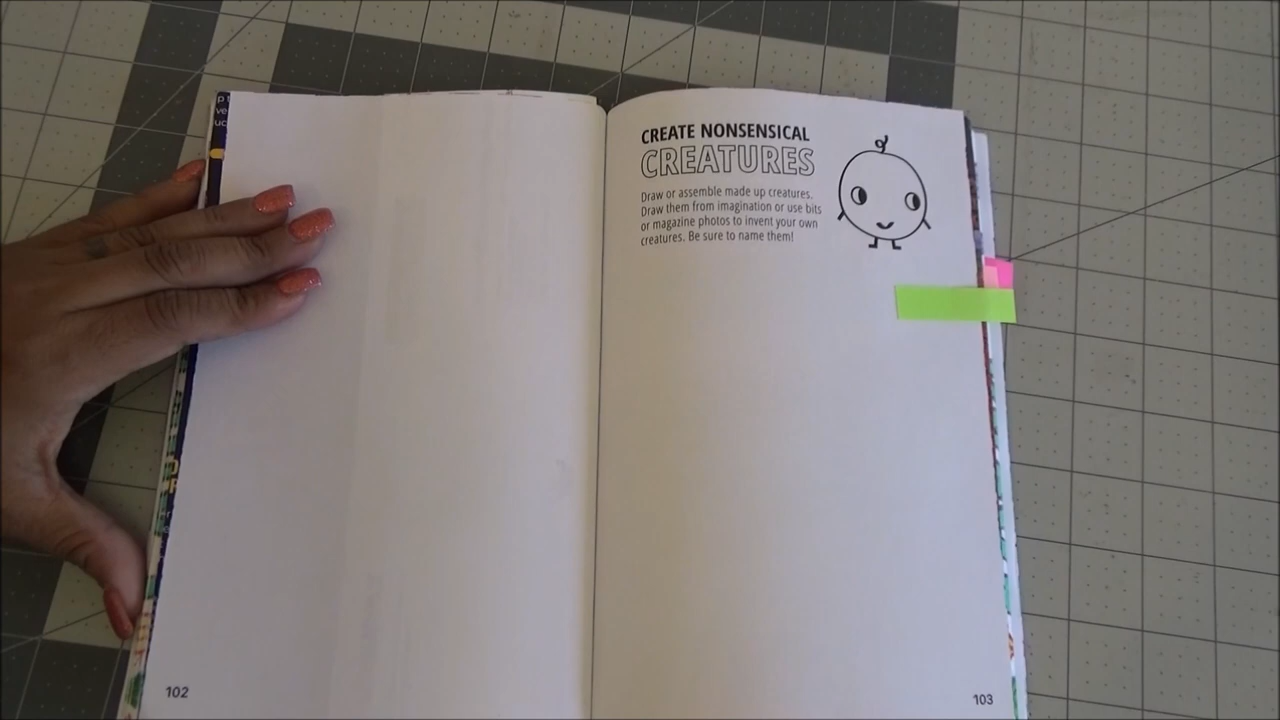 CREATE NONSENSICAL
CREATURES
Draw or assemble made up creatures.
Draw them from imagination or use bits
or magazine photos to invent your own
creatures. Be sure to name them!
102
103